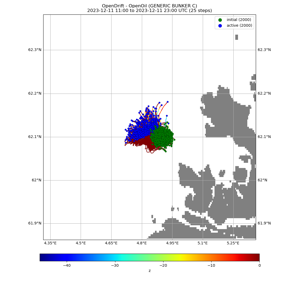 OpenDrift - OpenOil (GENERIC BUNKER C)
2023-12-11 11:00 to 2023-12-11 23:00 UTC (25 steps)
initial (2000)
active (2000)
62.3°N
62.3°N
62.2°N
62.2°N
62.1°N
62.1°N
62°N
62°N
61.9°N
61.9°N
4.35°E
4.5°E
4.65°E
4.8°E
4.95°E
5.1°E
5.25°E
−40
−30
−20
−10
0
z